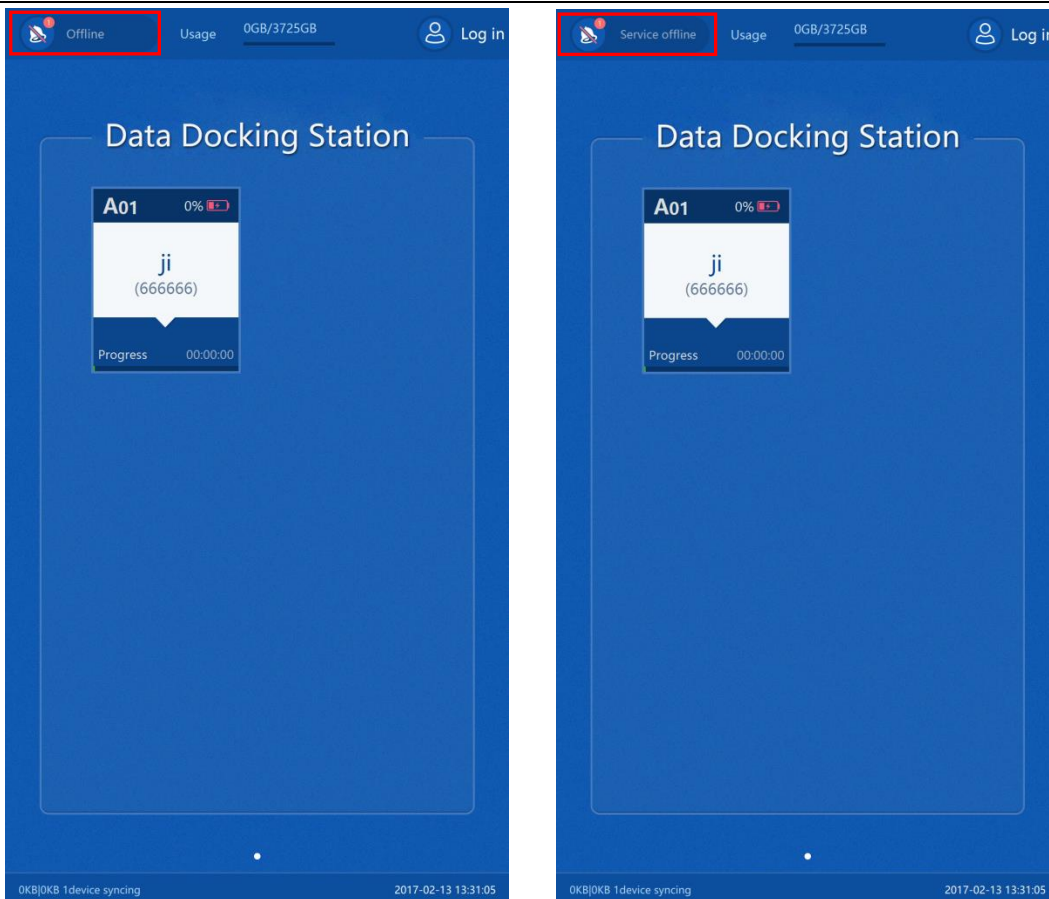 1 Offline Usage 0GB/3725GB Log in
Data Docking Station
A01 0%
ji
(666666)
Progress 00:00:00
0KB|0KB 1device syncing 2017-02-13 13:31:05
1 Service offline Usage 0GB/3725GB Log in
Data Docking Station
A01 0%
ji
(666666)
Progress 00:00:00
0KB|0KB 1device syncing 2017-02-13 13:31:05